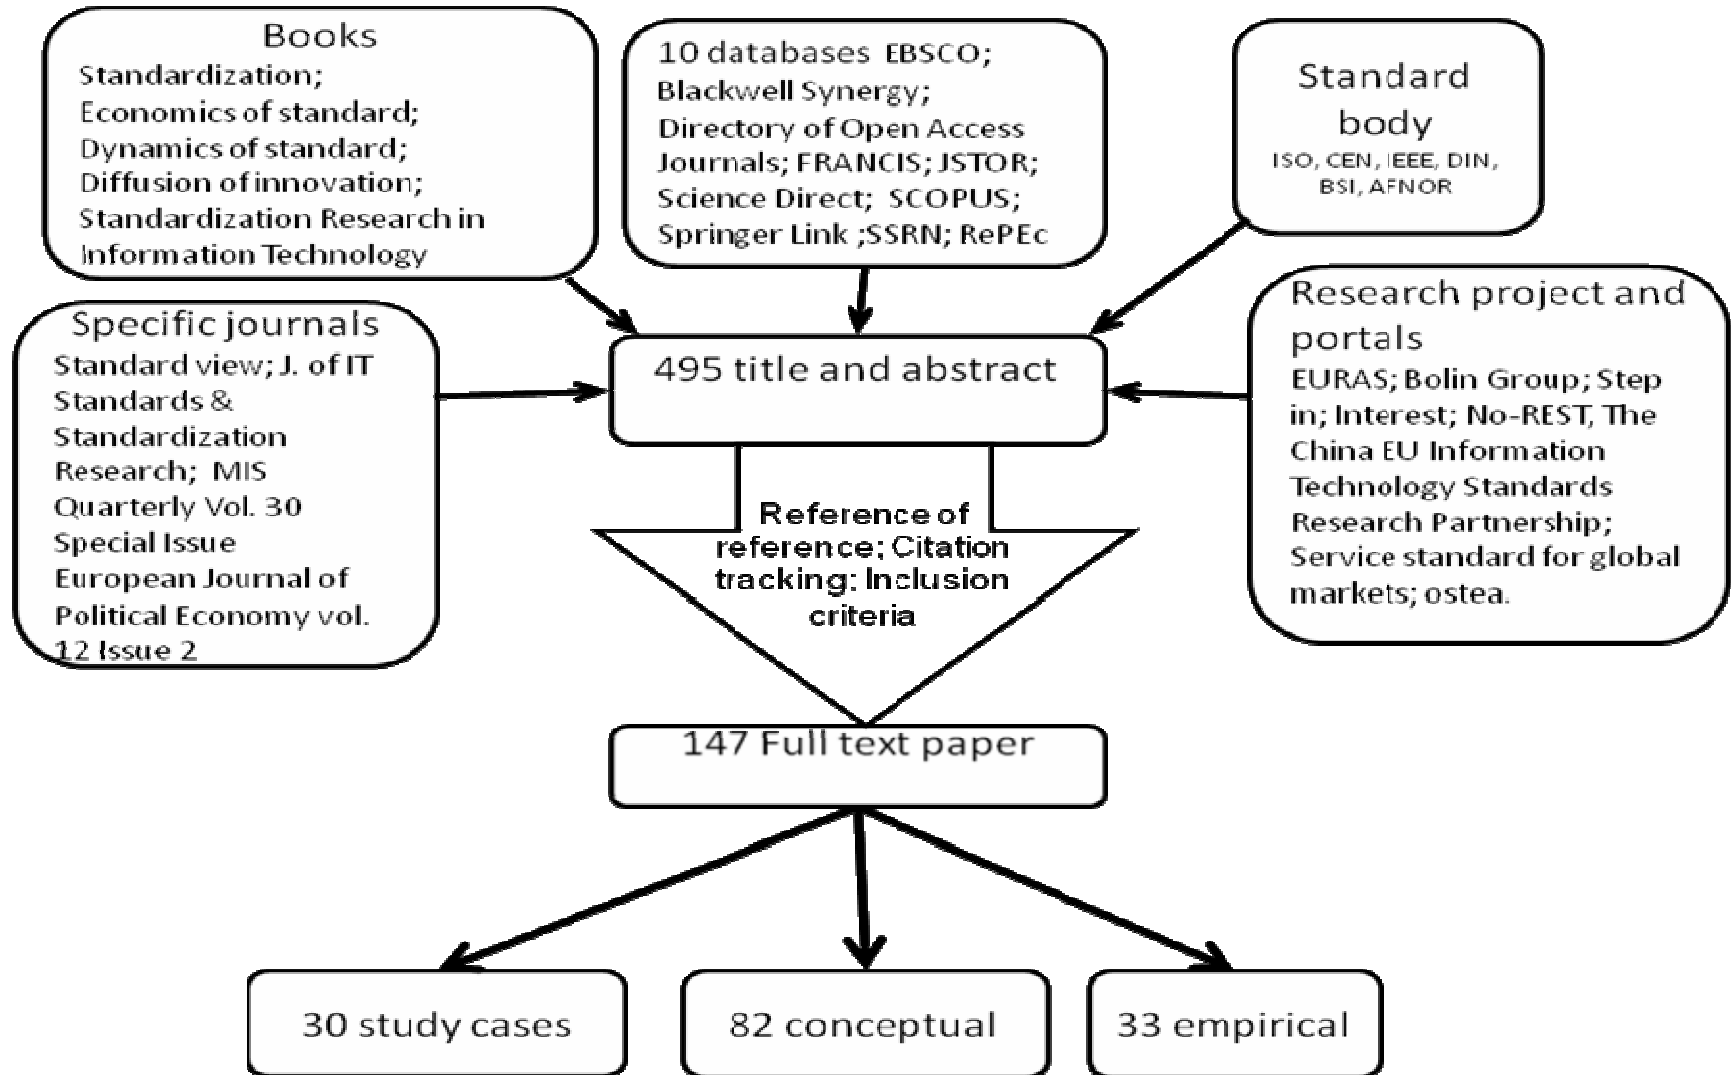 Books
Standardization;
Economics of standard;
Dynamics of standard;
Diffusion of innovation;
Standardization Research in
Information Technology
10 databases EBSCO;
Blackwell Synergy;
Directory of Open Access
Journals; FRANCIS; JSTOR;
Science Direct; SCOPUS;
Springer Link ;SSRN; RePEc
Standard
body
ISO, CEN, IEEE, DIN,
BSI, AFNOR
Specific journals
Standard view; J. of IT
Standards &
Standardization
Research; MIS
Quarterly Vol. 30
Special Issue
European Journal of
Political Economy vol.
12 Issue 2
495 title and abstract
Research project and
portals
EURAS; Bolin Group; Step
in; Interest; No-REST, The
China EU Information
Technology Standards
Research Partnership;
Service standard for global
markets; ostea.
Reference of
reference; Citation
tracking; Inclusion
criteria
147 Full text paper
30 study cases
82 conceptual
33 empirical